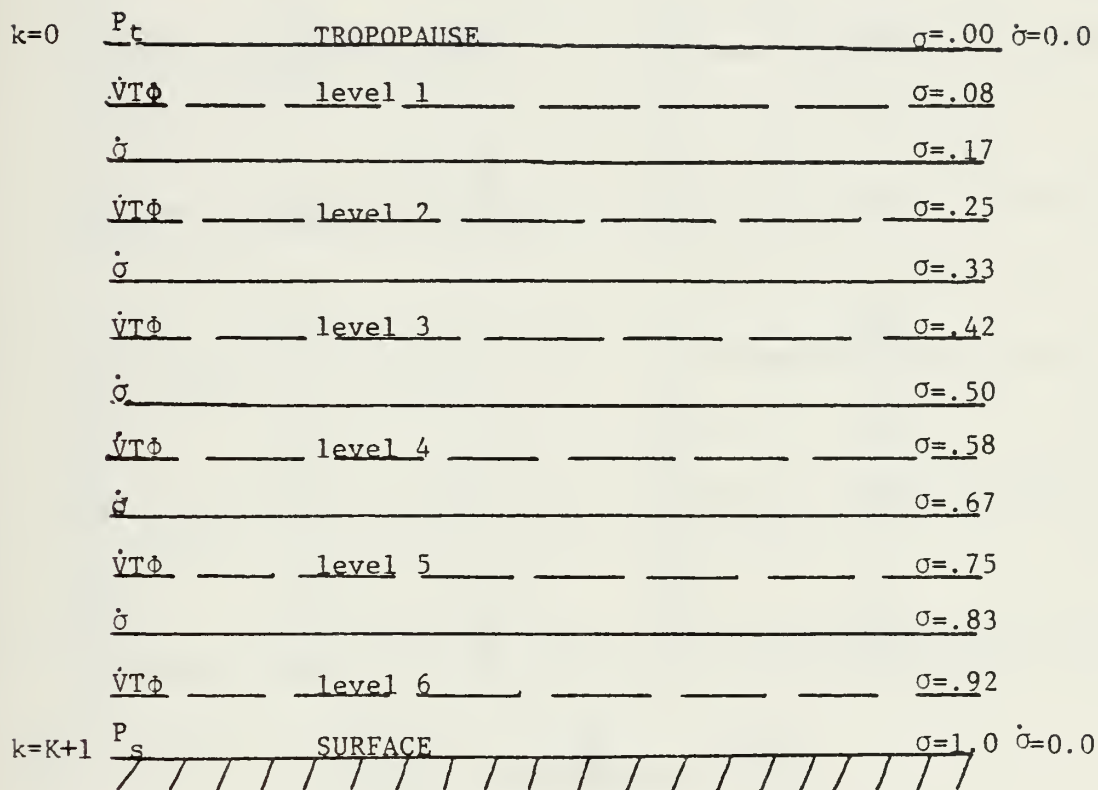 k=0 Pt TROPOPAUSE σ=.00 σ̇=0.0
V̇TΦ level 1 σ=.08
σ̇ σ=.17
V̇TΦ level 2 σ=.25
σ̇ σ=.33
V̇TΦ level 3 σ=.42
σ̇ σ=.50
V̇TΦ level 4 σ=.58
σ̇ σ=.67
V̇TΦ level 5 σ=.75
σ̇ σ=.83
V̇TΦ level 6 σ=.92
k=K+1 Ps SURFACE σ=1.0 σ̇=0.0